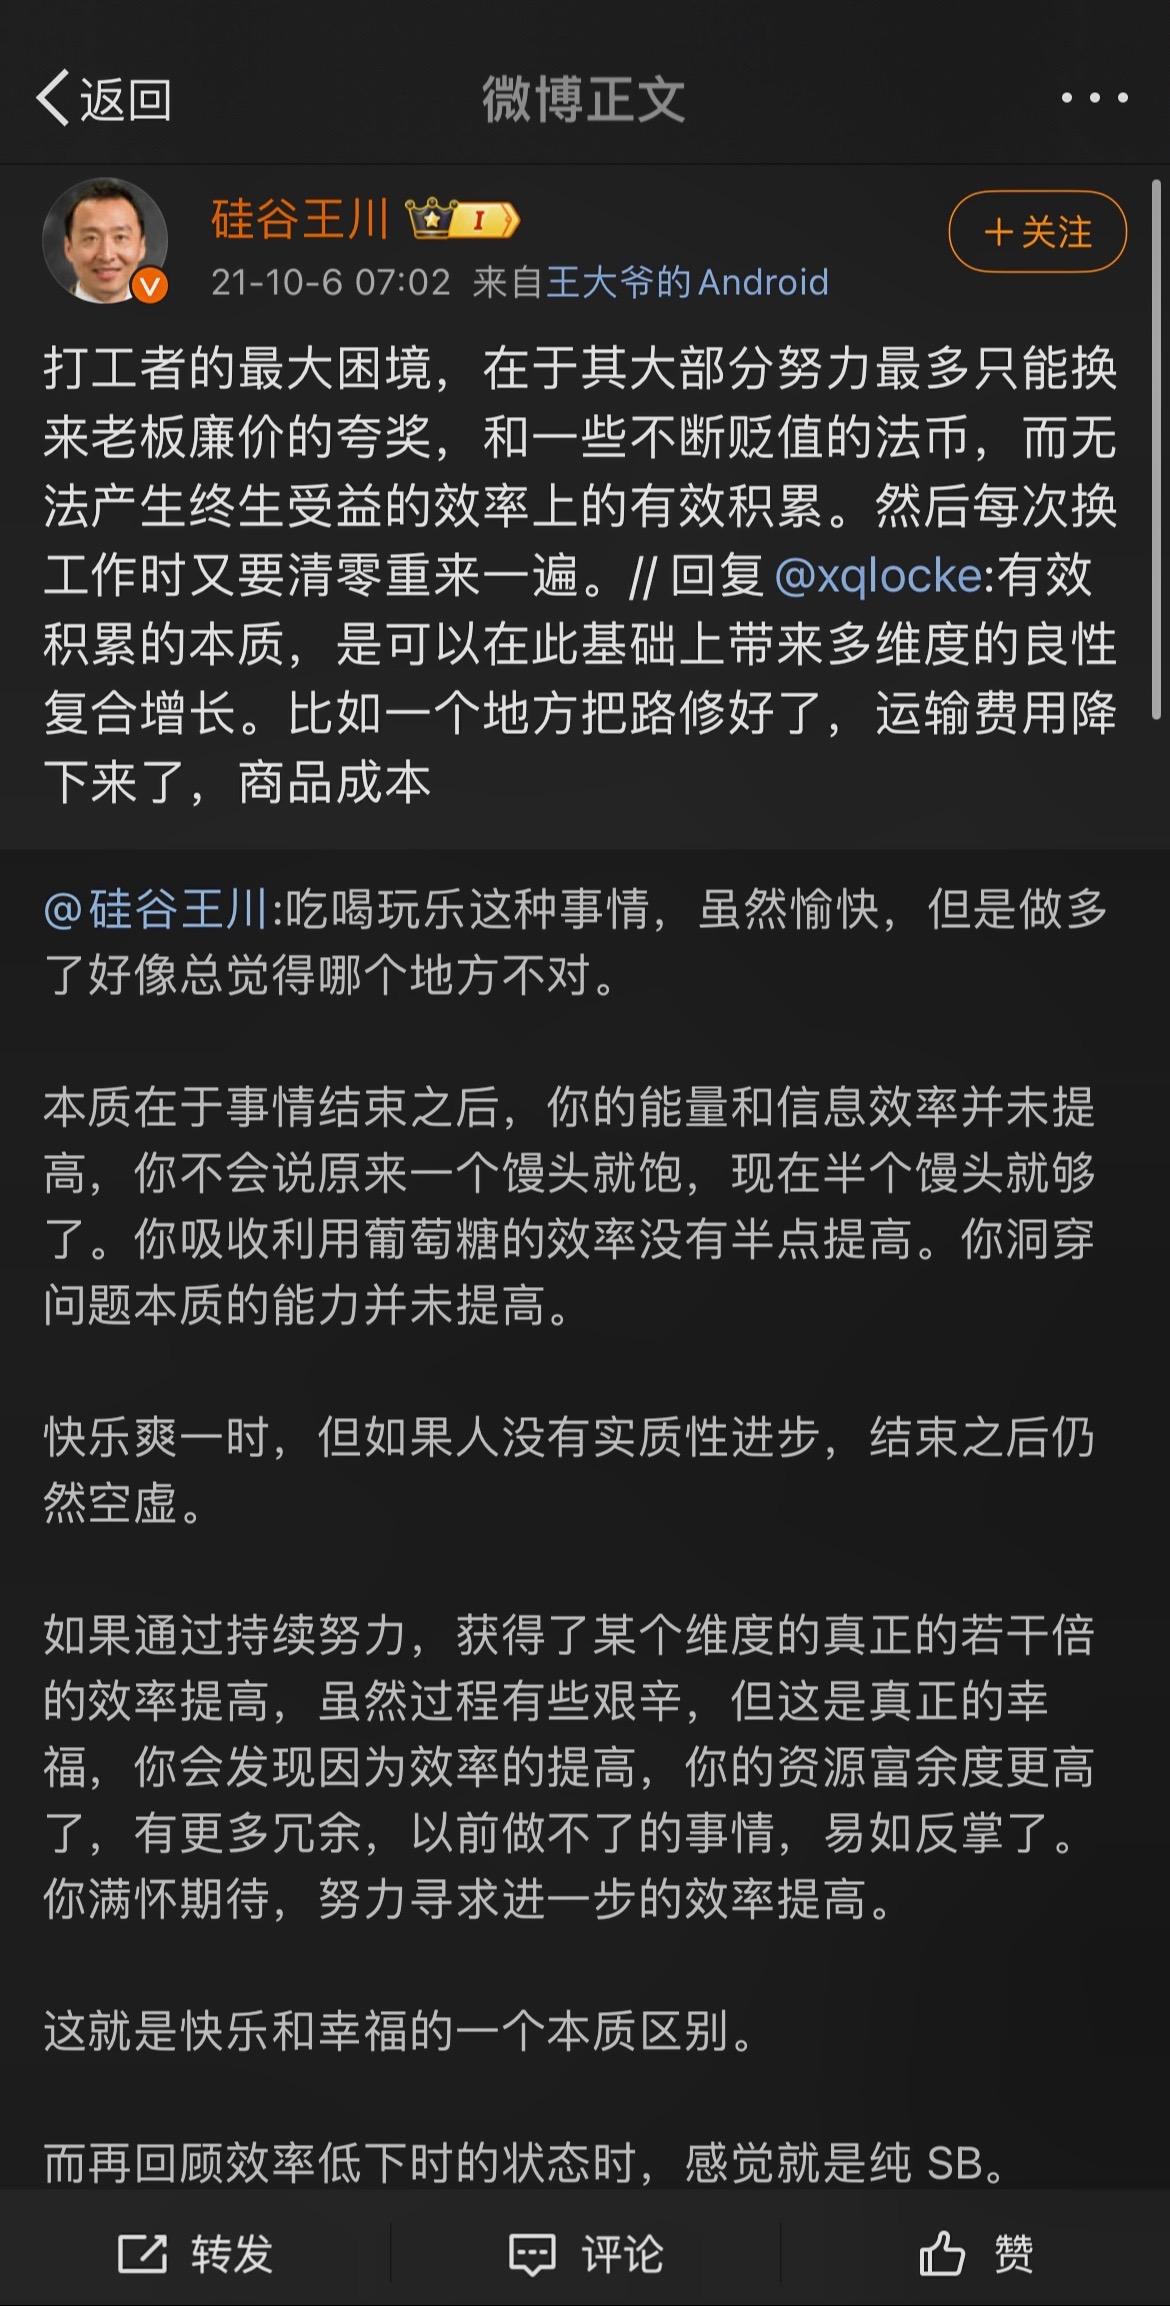 返回
微博正文
硅谷王川 I
+关注
21-10-6 07:02 来自王大爷的Android
打工者的最大困境，在于其大部分努力最多只能换
来老板廉价的夸奖，和一些不断贬值的法币，而无
法产生终生受益的效率上的有效积累。然后每次换
工作时又要清零重来一遍。//回复@xqlocke:有效
积累的本质，是可以在此基础上带来多维度的良性
复合增长。比如一个地方把路修好了，运输费用降
下来了，商品成本
@硅谷王川:吃喝玩乐这种事情，虽然愉快，但是做多
了好像总觉得哪个地方不对。
本质在于事情结束之后，你的能量和信息效率并未提
高，你不会说原来一个馒头就饱，现在半个馒头就够
了。你吸收利用葡萄糖的效率没有半点提高。你洞穿
问题本质的能力并未提高。
快乐爽一时，但如果人没有实质性进步，结束之后仍
然空虚。
如果通过持续努力，获得了某个维度的真正的若干倍
的效率提高，虽然过程有些艰辛，但这是真正的幸
福，你会发现因为效率的提高，你的资源富余度更高
了，有更多冗余，以前做不了的事情，易如反掌了。
你满怀期待，努力寻求进一步的效率提高。
这就是快乐和幸福的一个本质区别。
而再回顾效率低下时的状态时，感觉就是纯 SB。
转发
评论
赞